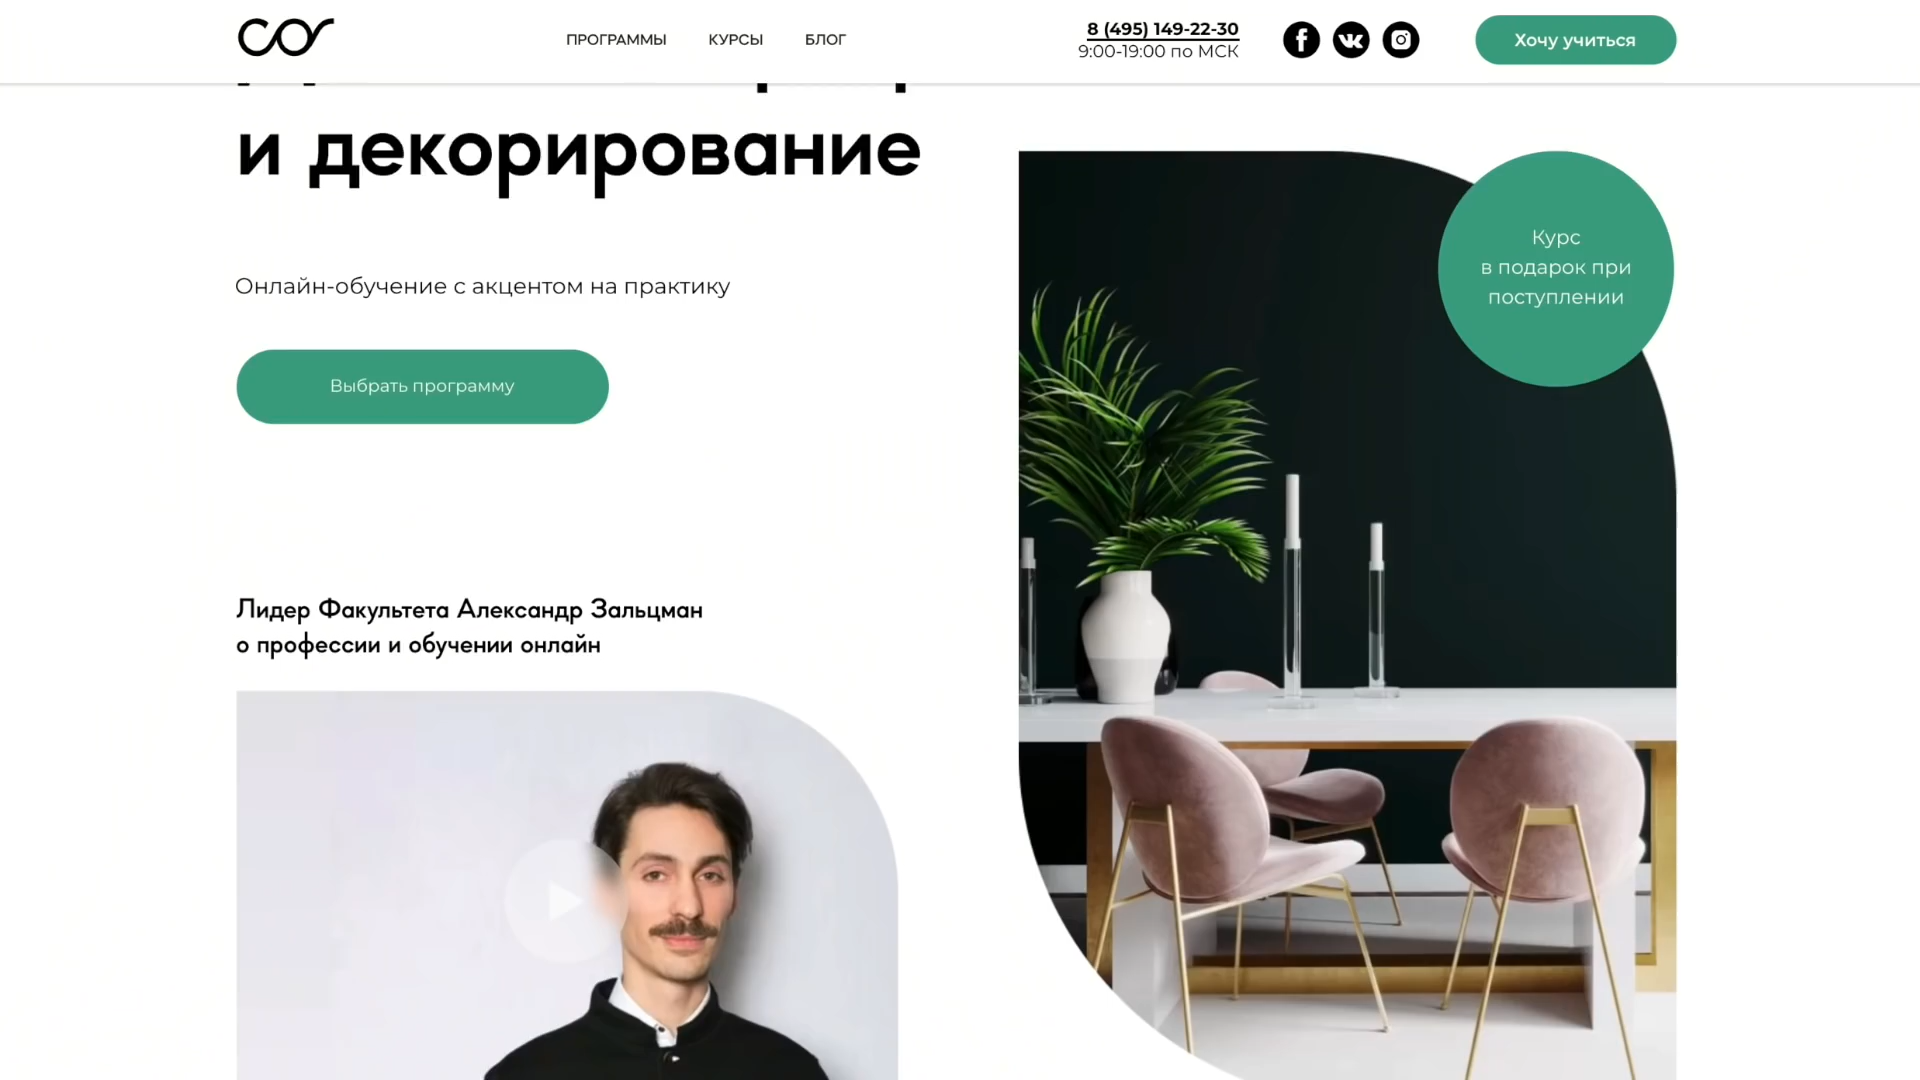 COS
ПРОГРАММЫ
КУРСЫ
БЛОГ
8 (495) 149-22-30
9:00-19:00 по МСК
Хочу учиться
и декорирование
Онлайн-обучение с акцентом на практику
Выбрать программу
Курс
в подарок при
поступлении
Лидер Факультета Александр Зальцман
о профессии и обучении онлайн